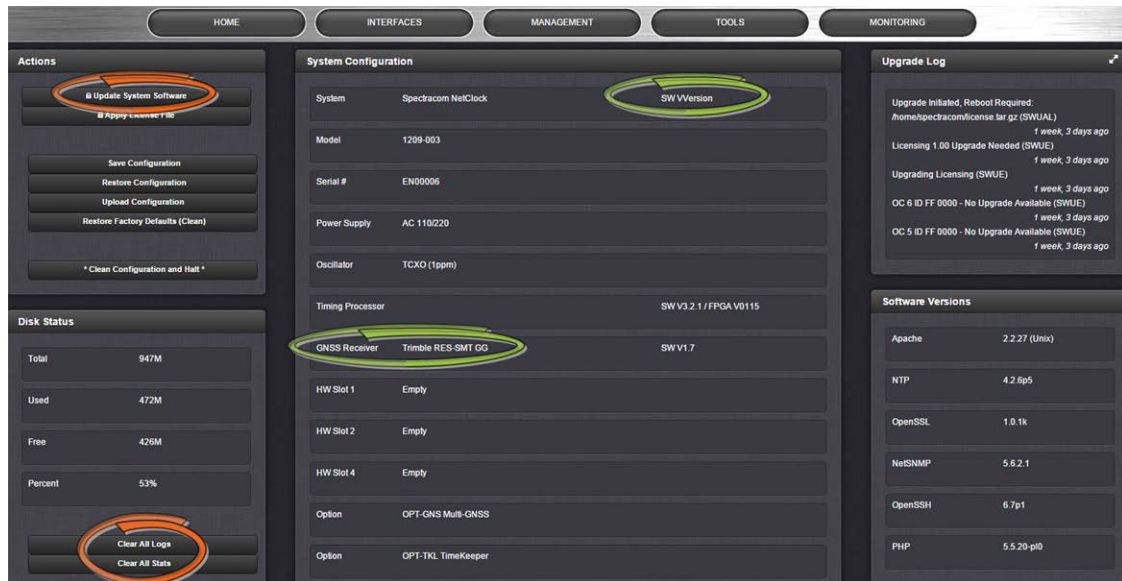 HOME INTERFACES MANAGEMENT TOOLS MONITORING
Actions
Update System Software
Apply License File
Save Configuration
Restore Configuration
Upload Configuration
Restore Factory Defaults (Clean)
* Clean Configuration and Halt *
Disk Status
Total 947M
Used 472M
Free 426M
Percent 53%
Clear All Logs
Clear All Stats
System Configuration
System Spectracom NetClock SW VVersion
Model 1209-003
Serial # EN00006
Power Supply AC 110/220
Oscillator TCXO (1ppm)
Timing Processor SW V3.2.1 / FPGA V0115
GNSS Receiver Trimble RES-SMT GG SW V1.7
HW Slot 1 Empty
HW Slot 2 Empty
HW Slot 4 Empty
Option OPT-GNS Multi-GNSS
Option OPT-TKL TimeKeeper
Upgrade Log
Upgrade Initiated, Reboot Required:
/home/spectracom/license.tar.gz (SWUAL)
1 week, 3 days ago
Licensing 1.00 Upgrade Needed (SWUE)
1 week, 3 days ago
Upgrading Licensing (SWUE)
1 week, 3 days ago
OC 6 ID FF 0000 - No Upgrade Available (SWUE)
1 week, 3 days ago
OC 5 ID FF 0000 - No Upgrade Available (SWUE)
1 week, 3 days ago
Software Versions
Apache 2.2.27 (Unix)
NTP 4.2.6p5
OpenSSL 1.0.1k
NetSNMP 5.6.2.1
OpenSSH 6.7p1
PHP 5.5.20-pl0